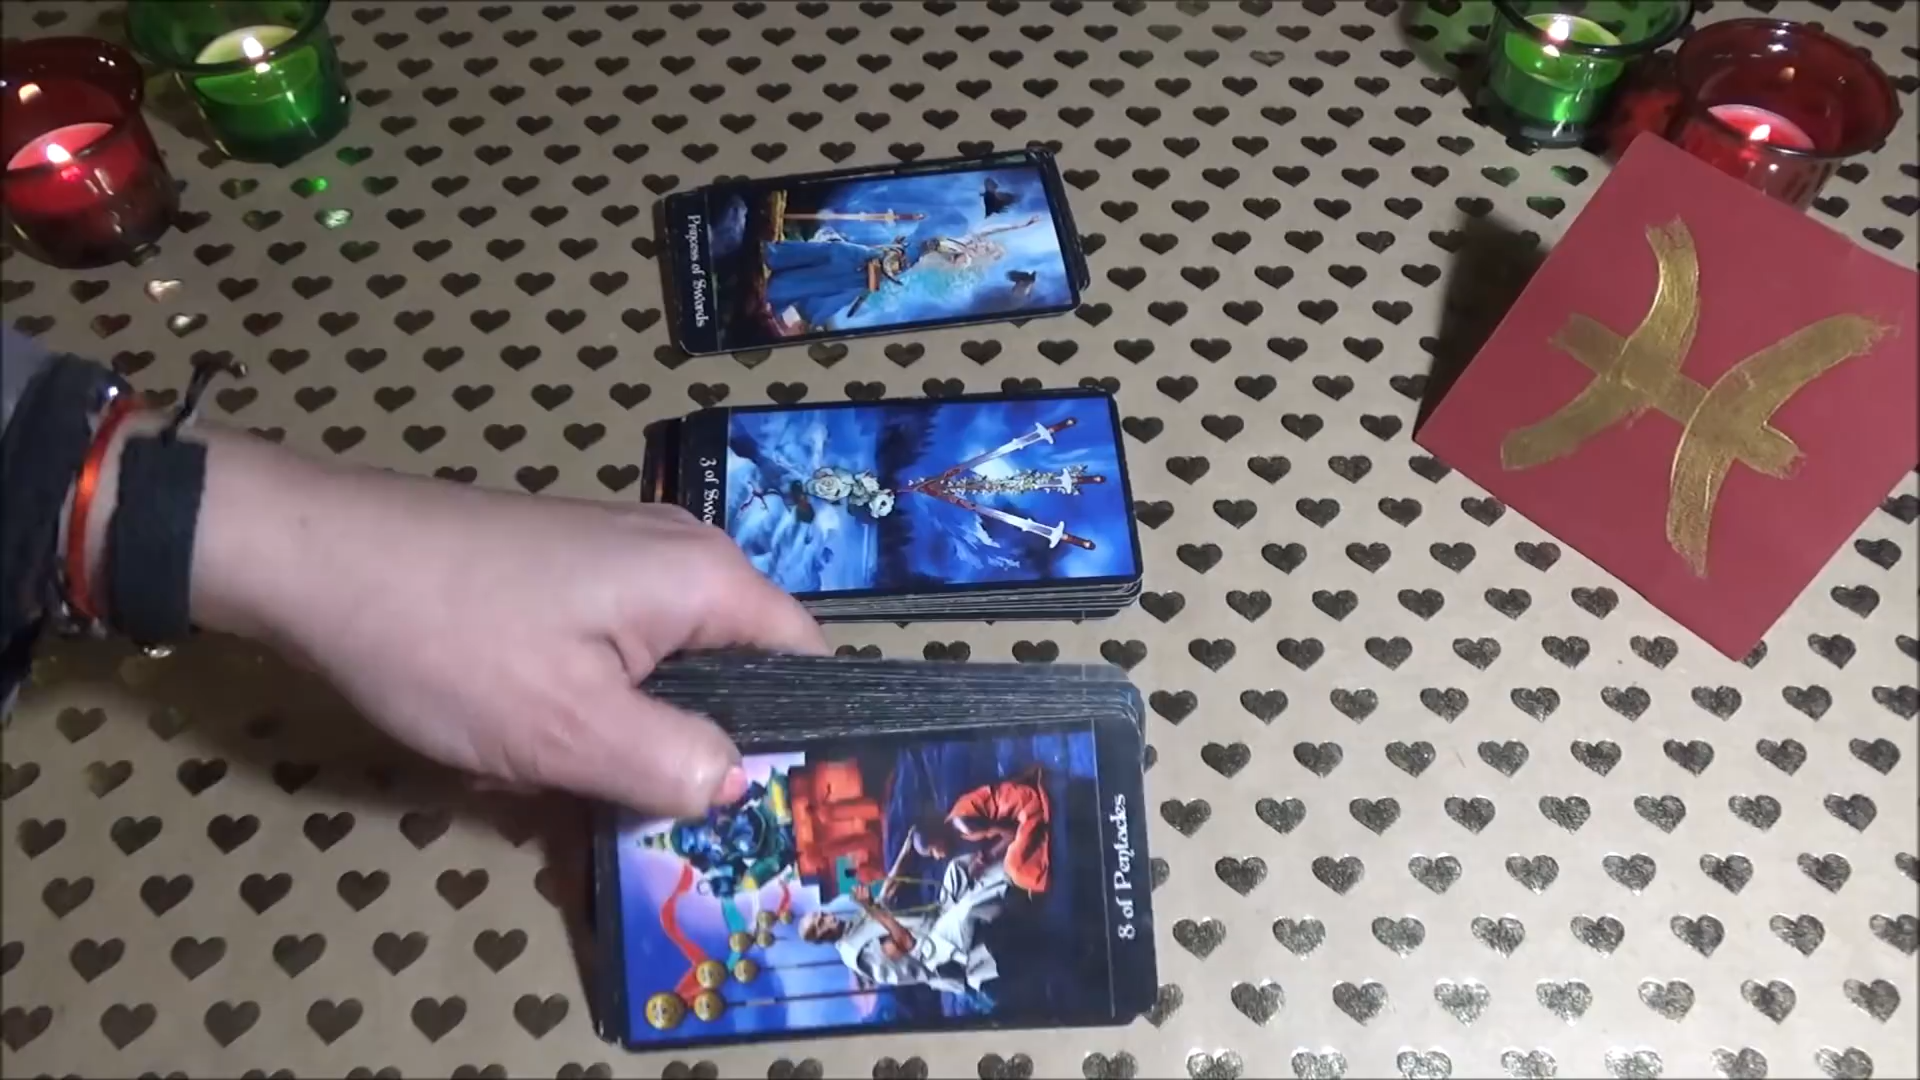 Princess of Swords
3 of Swo
8 of Pentacles